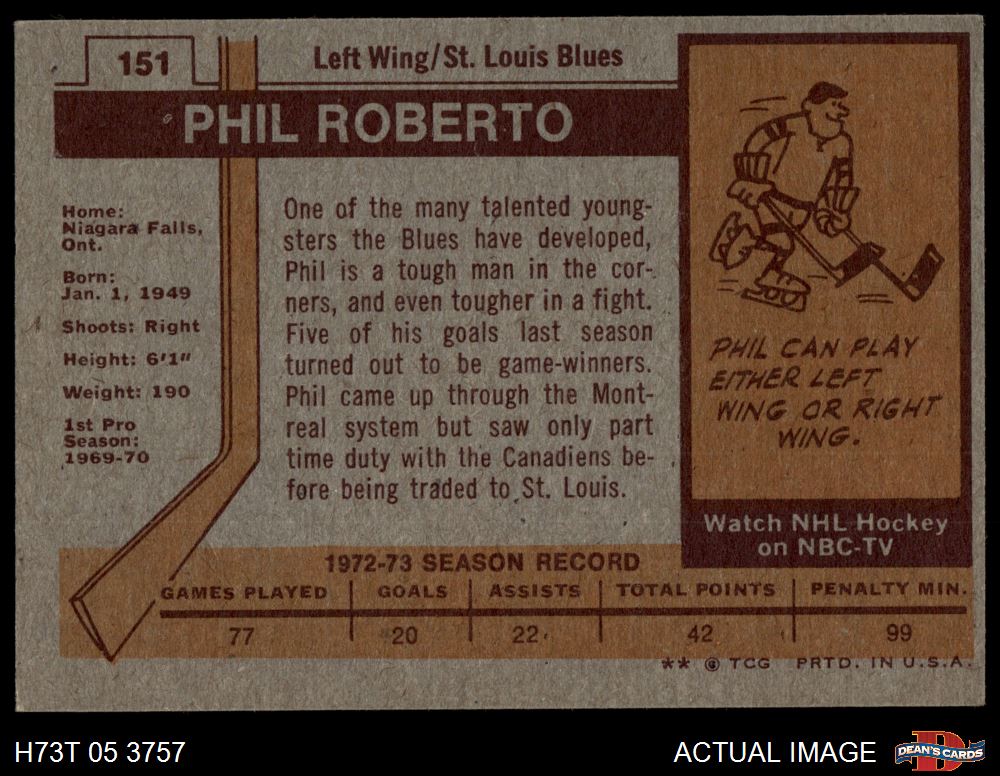 151
Left Wing/St. Louis Blues
PHIL ROBERTO
Home:
Niagara Falls,
Ont.
Born:
Jan. 1, 1949
Shoots: Right
Height: 6'1"
Weight: 190
1st Pro
Season:
1969-70
One of the many talented young-
sters the Blues have developed,
Phil is a tough man in the cor-
ners, and even tougher in a fight.
Five of his goals last season
turned out to be game-winners.
Phil came up through the Mont-
real system but saw only part
time duty with the Canadiens be-
fore being traded to St. Louis.
PHIL CAN PLAY
EITHER LEFT
WING OR RIGHT
WING.
Watch NHL Hockey
on NBC-TV
1972-73 SEASON RECORD
GAMES PLAYED GOALS ASSISTS TOTAL POINTS PENALTY MIN.
77 20 22 42 99
** © TCG PRTD. IN U.S.A.
H73T 05 3757
ACTUAL IMAGE
DEAN'S CARDS